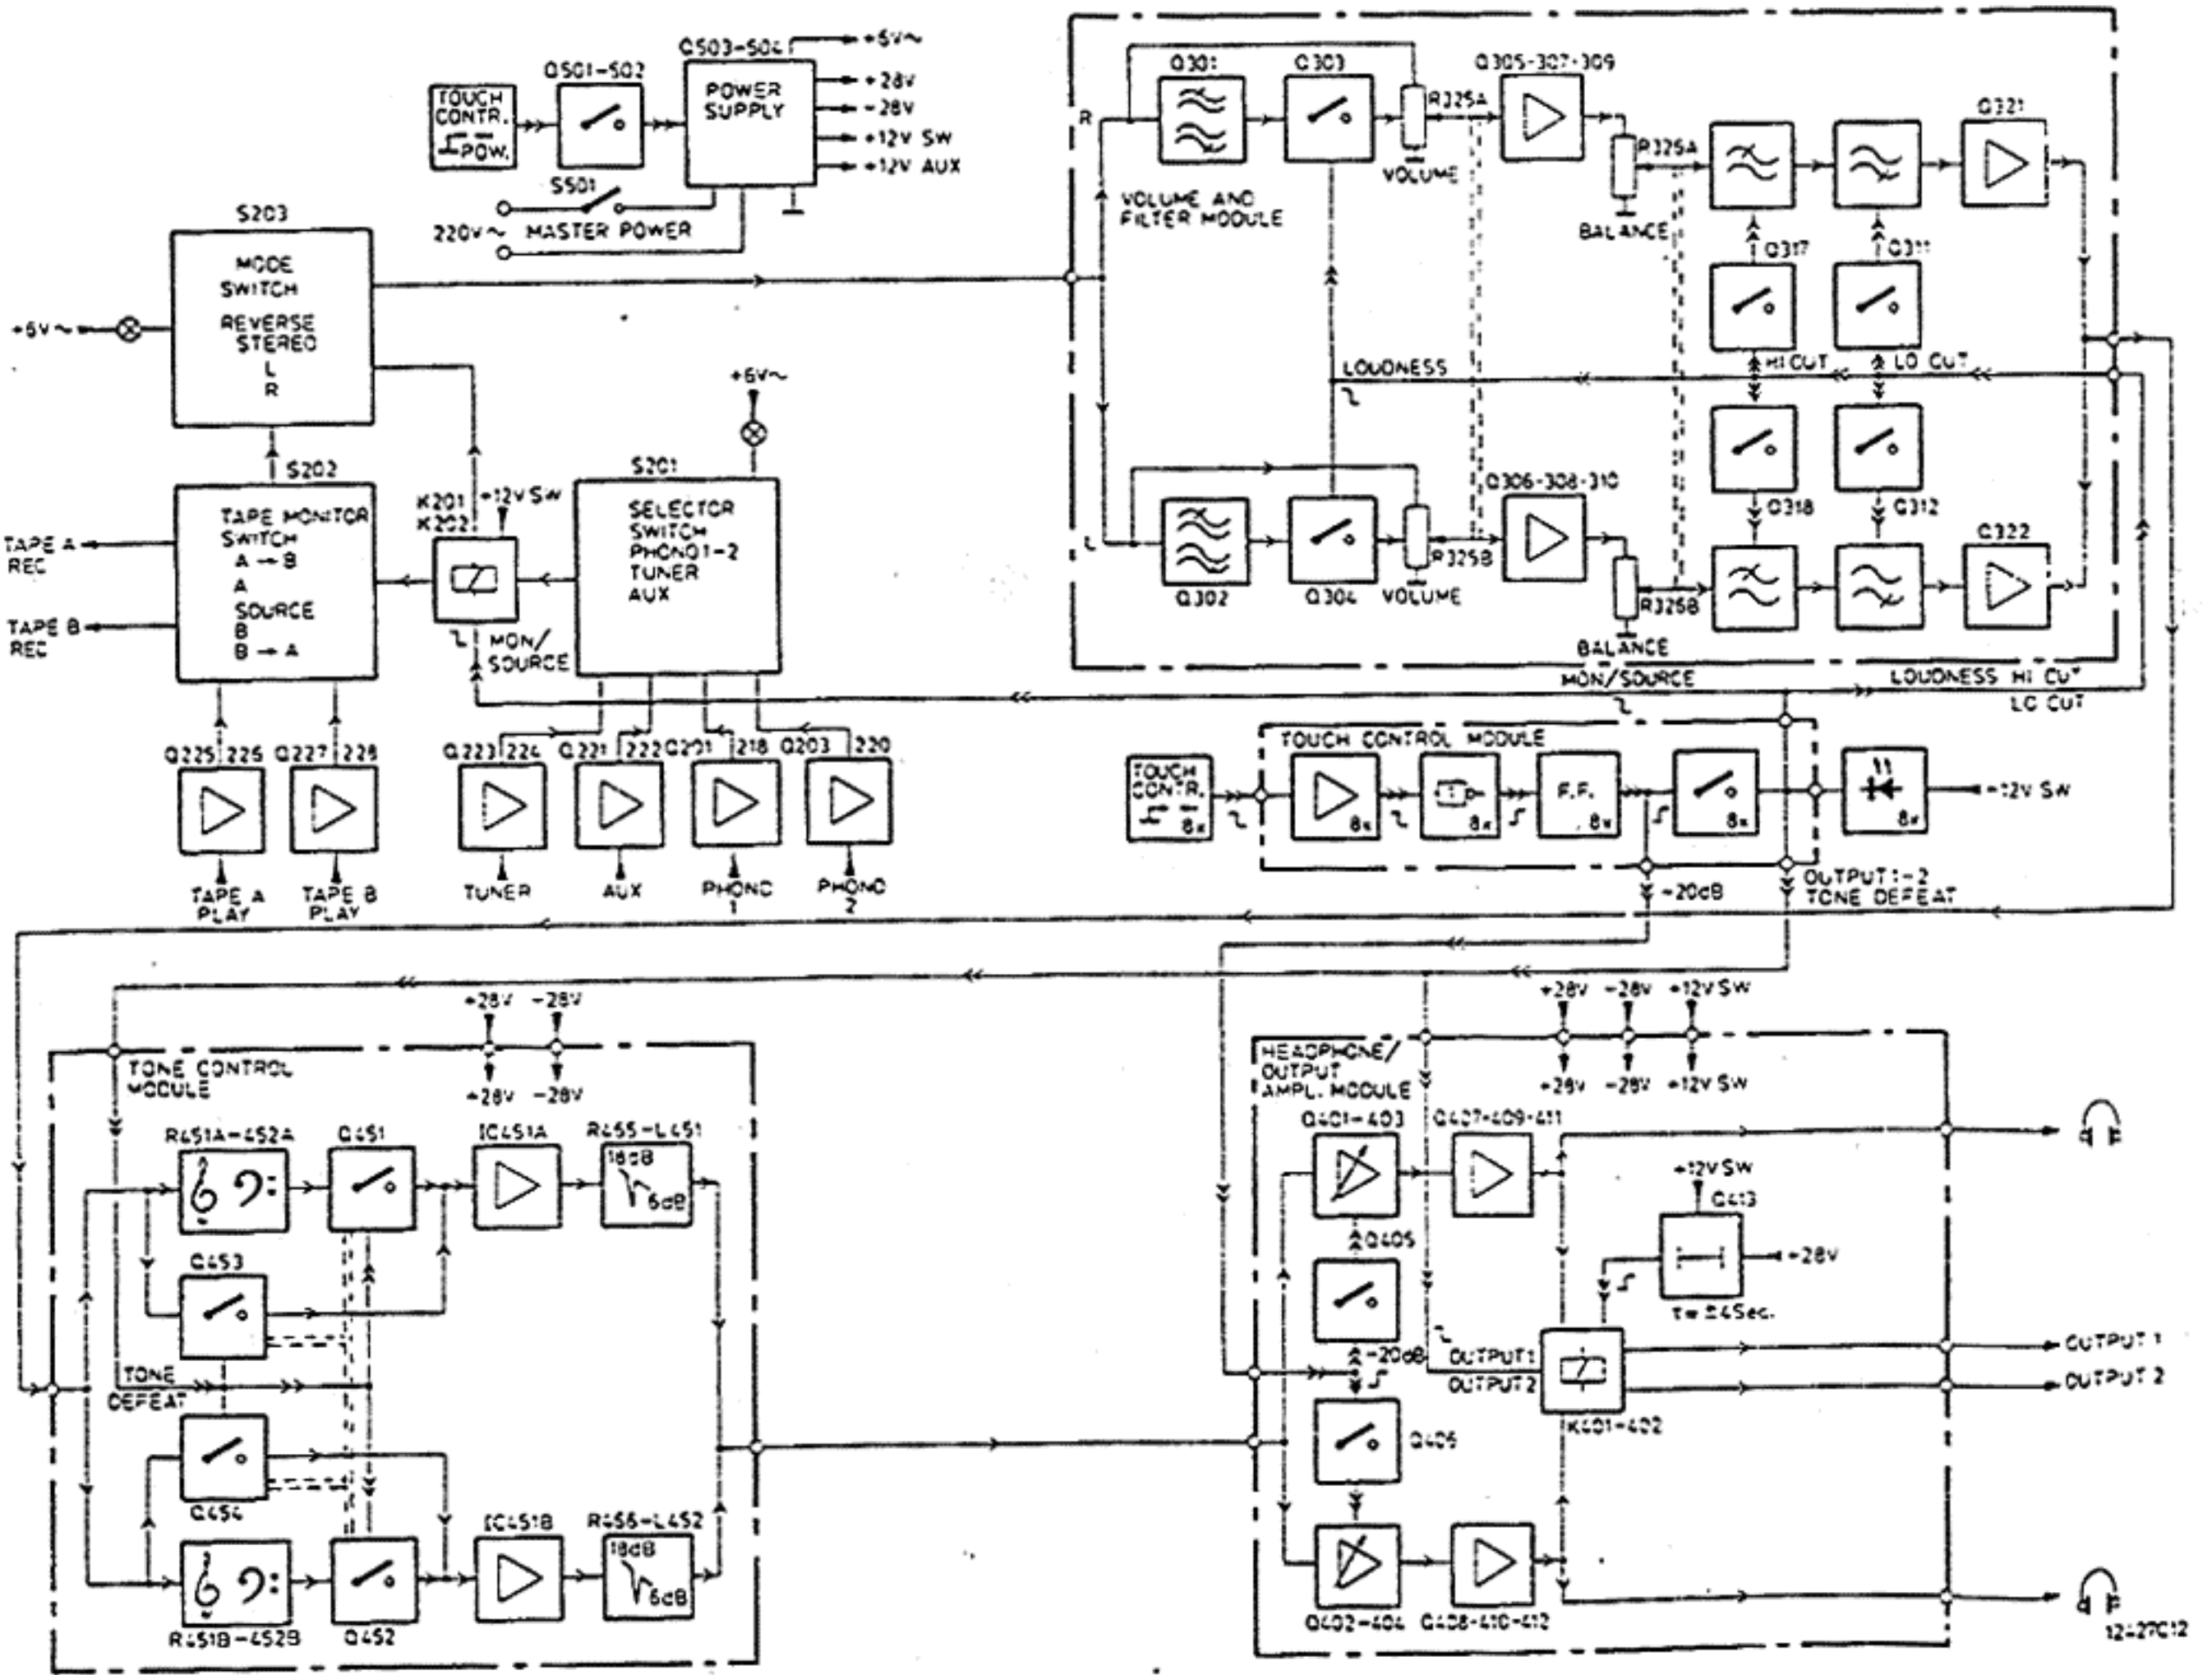 Q503-504
+6V~
+28V
-28V
+12V SW
+12V AUX
Q501-502
TOUCH
CONTR.
POW.
POWER
SUPPLY
S501
220V~ MASTER POWER
S203
MODE
SWITCH
REVERSE
STEREO
L
R
+6V~
+6V~
S202
TAPE MONITOR
SWITCH
A → B
A
SOURCE
B
B → A
TAPE A
REC
TAPE B
REC
K201
K202
+12V SW
MON/
SOURCE
S201
SELECTOR
SWITCH
PHONO 1-2
TUNER
AUX
Q225 226
Q227 228
Q223 224
Q221 222
Q201 218
Q203 220
TAPE A
PLAY
TAPE B
PLAY
TUNER
AUX
PHONO
1
PHONO
2
R
Q301
Q303
R325A
VOLUME
Q305-307-309
R326A
BALANCE
Q321
VOLUME AND
FILTER MODULE
Q317
Q311
LOUDNESS
HI CUT
LO CUT
L
Q302
Q304
R325B
VOLUME
Q306-308-310
R326B
BALANCE
Q318
Q312
Q322
MON/SOURCE
LOUDNESS HI CUT
LO CUT
TOUCH CONTROL MODULE
TOUCH
CONTR.
8x
8x
8x
F.F.
8x
8x
8x
+12V SW
-20dB
OUTPUT 1-2
TONE DEFEAT
+28V -28V
TONE CONTROL
MODULE
+28V -28V
R451A-452A
Q451
IC451A
R455-L451
18dB
6dB
Q453
TONE
DEFEAT
Q454
R451B-452B
Q452
IC451B
R456-L452
18dB
6dB
+28V -28V +12V SW
HEADPHONE/
OUTPUT
AMPL. MODULE
+28V -28V +12V SW
Q401-403
Q407-409-411
+12V SW
Q413
+28V
τ = ±4Sec.
Q405
-20dB
OUTPUT 1
OUTPUT 2
K401-402
OUTPUT 1
OUTPUT 2
Q406
Q402-404
Q408-410-412
12427C12